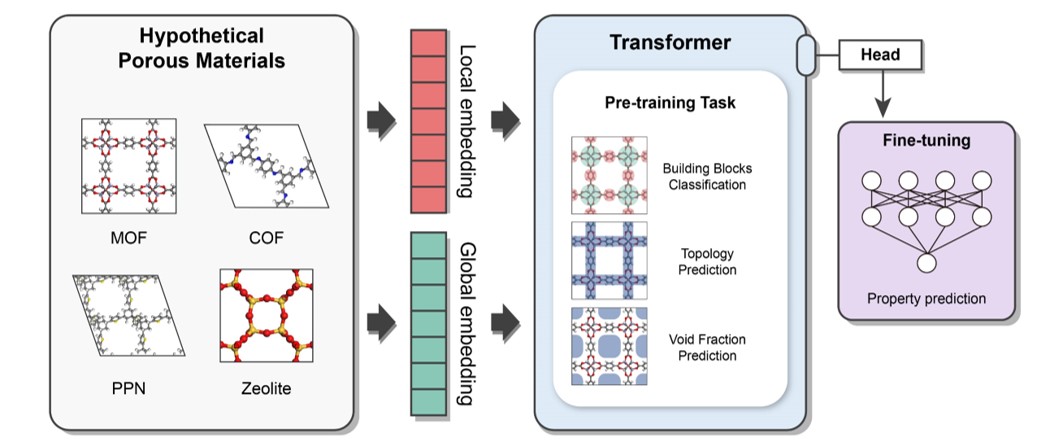 Hypothetical
Porous Materials
MOF
COF
PPN
Zeolite
Local embedding
Global embedding
Transformer
Pre-training Task
Building Blocks
Classification
Topology
Prediction
Void Fraction
Prediction
Head
Fine-tuning
Property prediction